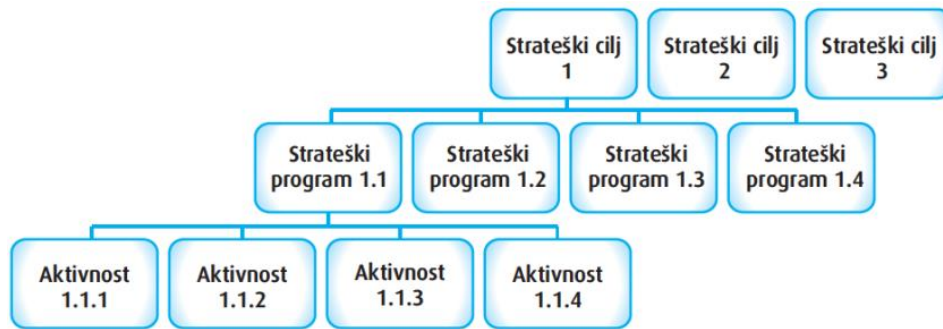 Strateški cilj
1
Strateški cilj
2
Strateški cilj
3
Strateški
program 1.1
Strateški
program 1.2
Strateški
program 1.3
Strateški
program 1.4
Aktivnost
1.1.1
Aktivnost
1.1.2
Aktivnost
1.1.3
Aktivnost
1.1.4